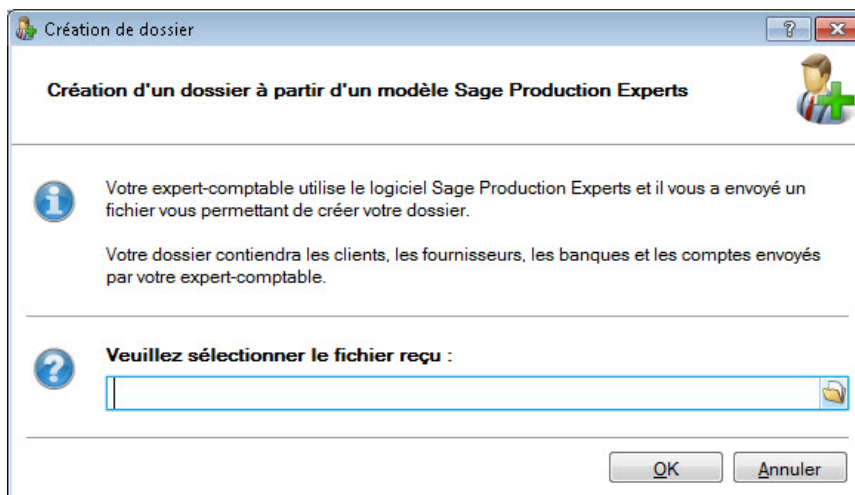 Création de dossier
Création d'un dossier à partir d'un modèle Sage Production Experts
Votre expert-comptable utilise le logiciel Sage Production Experts et il vous a envoyé un
fichier vous permettant de créer votre dossier.
Votre dossier contiendra les clients, les fournisseurs, les banques et les comptes envoyés
par votre expert-comptable.
Veuillez sélectionner le fichier reçu :
OK
Annuler